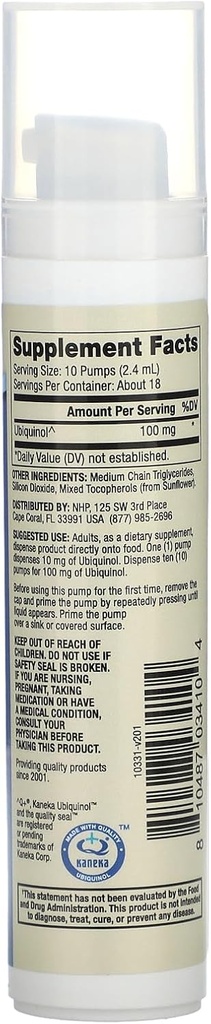 Supplement Facts
Serving Size: 10 Pumps (2.4 mL)
Servings Per Container: About 18
Amount Per Serving %DV
Ubiquinol^ 100 mg *
*Daily Value (DV) not established.
OTHER INGREDIENTS: Medium Chain Triglycerides,
Silicon Dioxide, Mixed Tocopherols (from Sunflower).
DISTRIBUTED BY: NHP, 125 SW 3rd Place
Cape Coral, FL 33991 USA (877) 985-2696
SUGGESTED USE: Adults, as a dietary supplement,
dispense product directly onto food. One (1) pump
dispenses 10 mg of Ubiquinol. Dispense ten (10)
pumps for 100 mg of Ubiquinol.
Before using this pump for the first time, remove the
cap and prime the pump by repeatedly pressing until
liquid appears. Prime the pump
over a sink or covered surface.
KEEP OUT OF REACH OF
CHILDREN. DO NOT USE IF
SAFETY SEAL IS BROKEN.
IF YOU ARE NURSING,
PREGNANT, TAKING
MEDICATION OR HAVE
A MEDICAL CONDITION,
CONSULT YOUR
PHYSICIAN BEFORE
TAKING THIS PRODUCT.
Providing quality products
since 2001.
10331-v201
8 10487 03410 4
^Q+®, Kaneka Ubiquinol™
and the quality seal™
are registered
or pending
trademarks of
Kaneka Corp.
MADE WITH QUALITY
kaneka
UBIQUINOL
™
*This statement has not been evaluated by the Food
and Drug Administration. This product is not intended
to diagnose, treat, cure, or prevent any disease.